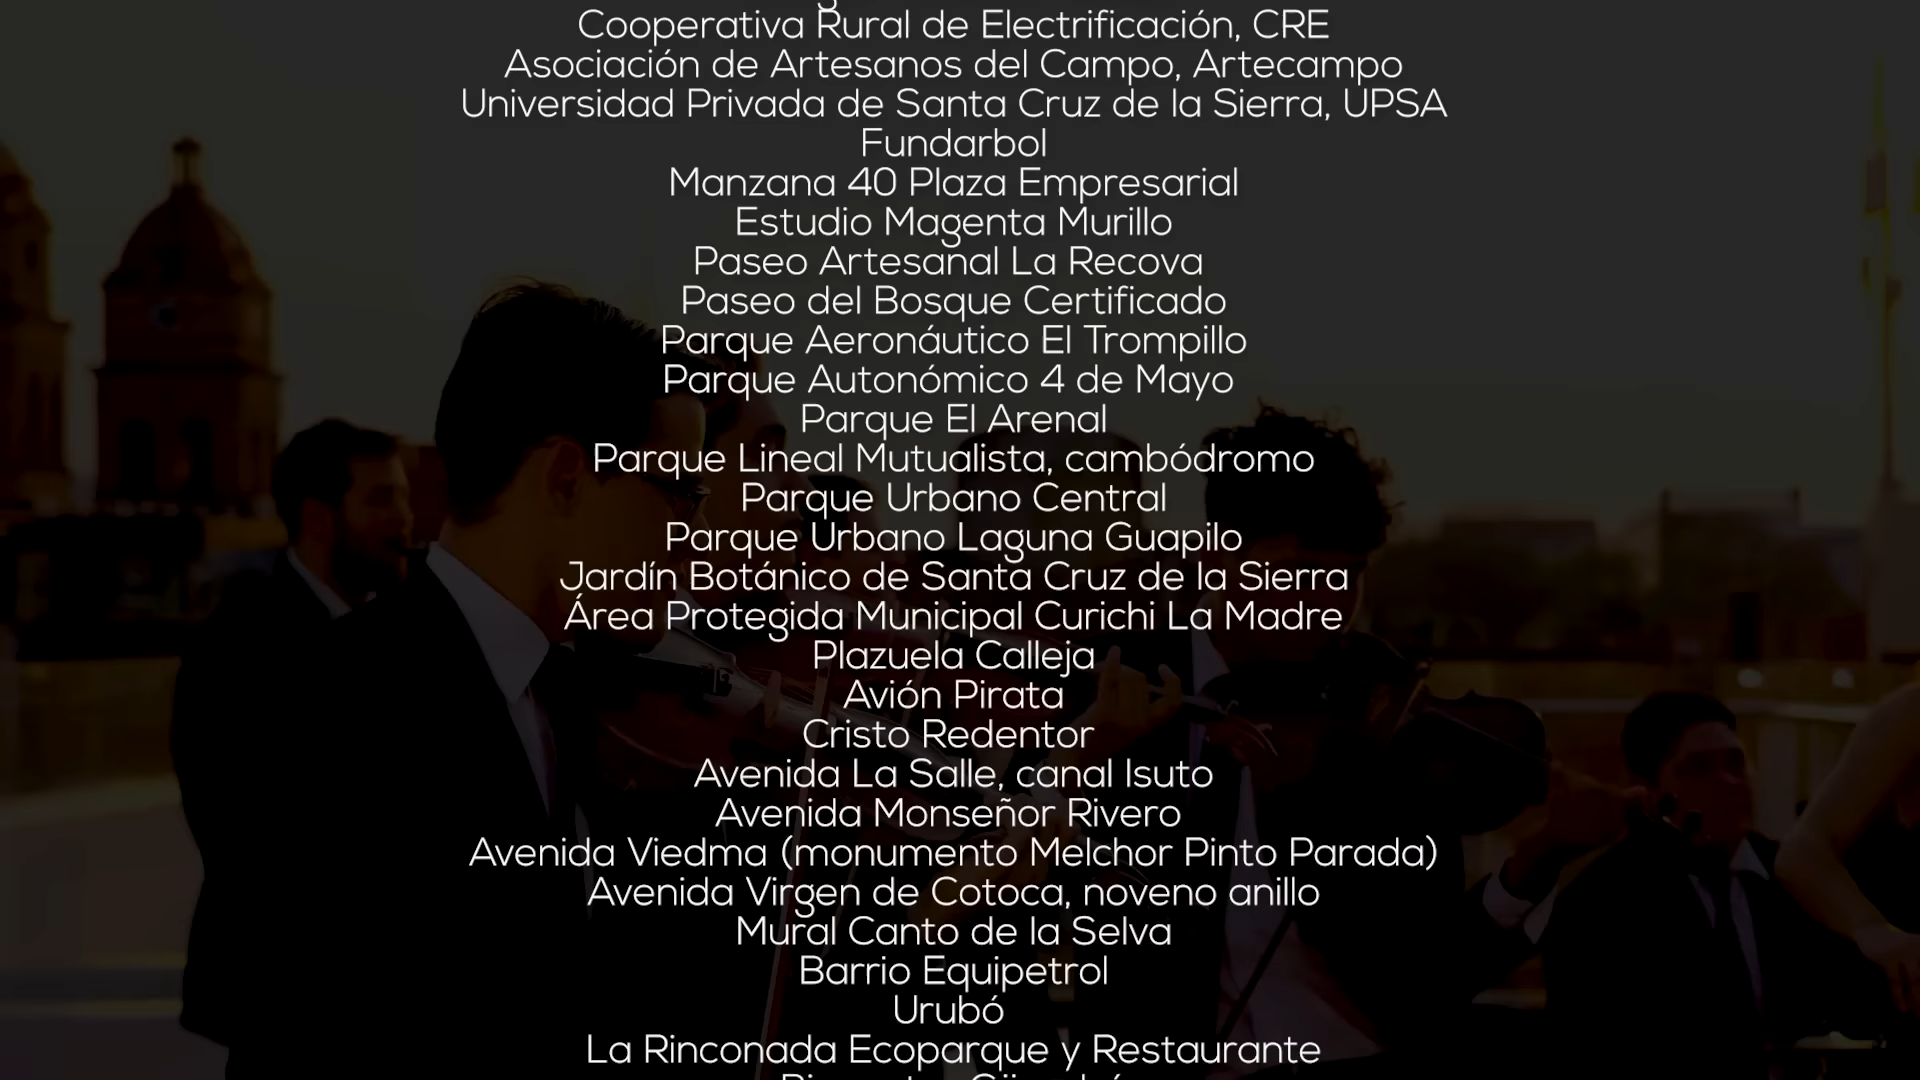 Cooperativa Rural de Electrificación, CRE
Asociación de Artesanos del Campo, Artecampo
Universidad Privada de Santa Cruz de la Sierra, UPSA
Fundarbol
Manzana 40 Plaza Empresarial
Estudio Magenta Murillo
Paseo Artesanal La Recova
Paseo del Bosque Certificado
Parque Aeronáutico El Trompillo
Parque Autonómico 4 de Mayo
Parque El Arenal
Parque Lineal Mutualista, cambódromo
Parque Urbano Central
Parque Urbano Laguna Guapilo
Jardín Botánico de Santa Cruz de la Sierra
Área Protegida Municipal Curichi La Madre
Plazuela Calleja
Avión Pirata
Cristo Redentor
Avenida La Salle, canal Isuto
Avenida Monseñor Rivero
Avenida Viedma (monumento Melchor Pinto Parada)
Avenida Virgen de Cotoca, noveno anillo
Mural Canto de la Selva
Barrio Equipetrol
Urubó
La Rinconada Ecoparque y Restaurante